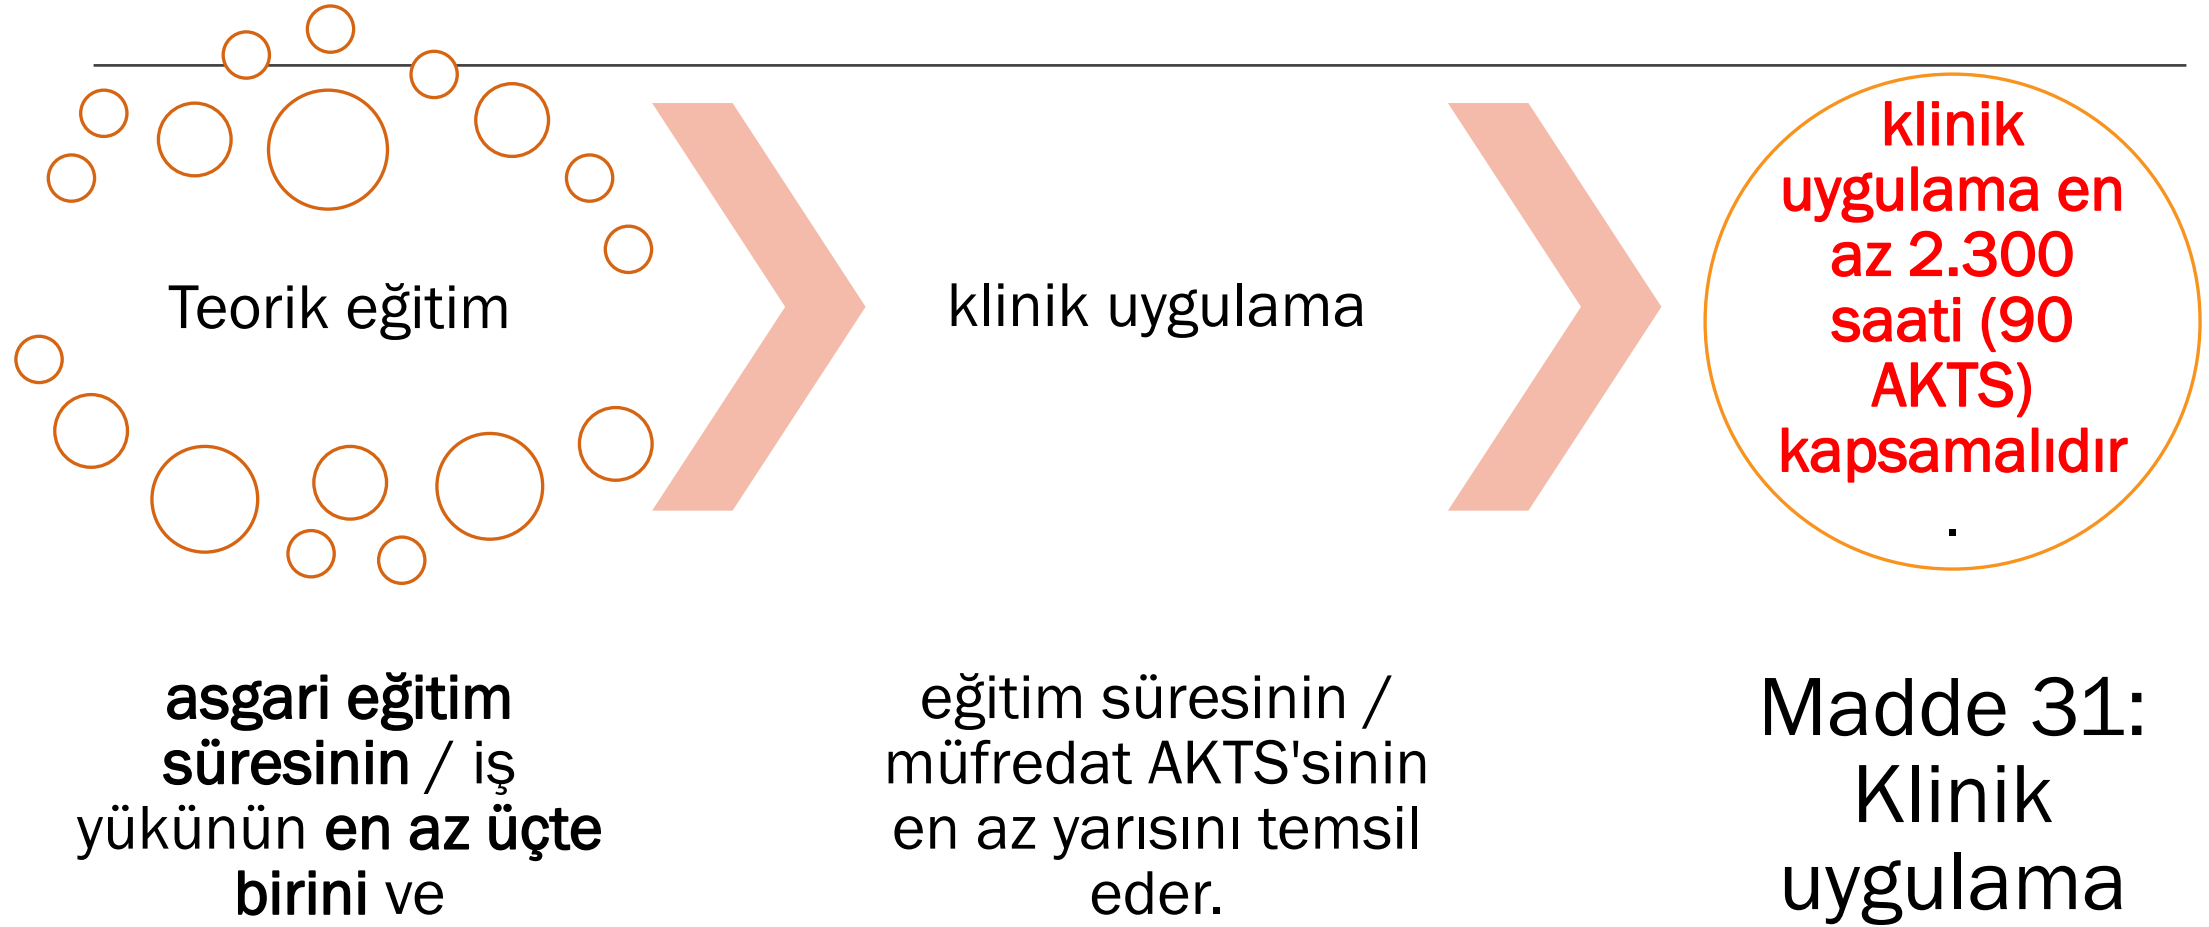 Teorik eğitim
klinik uygulama
klinik
uygulama en
az 2.300
saati (90
AKTS)
kapsamalıdır
.
asgari eğitim
süresinin / iş
yükünün en az üçte
birini ve
eğitim süresinin /
müfredat AKTS'sinin
en az yarısını temsil
eder.
Madde 31:
Klinik
uygulama